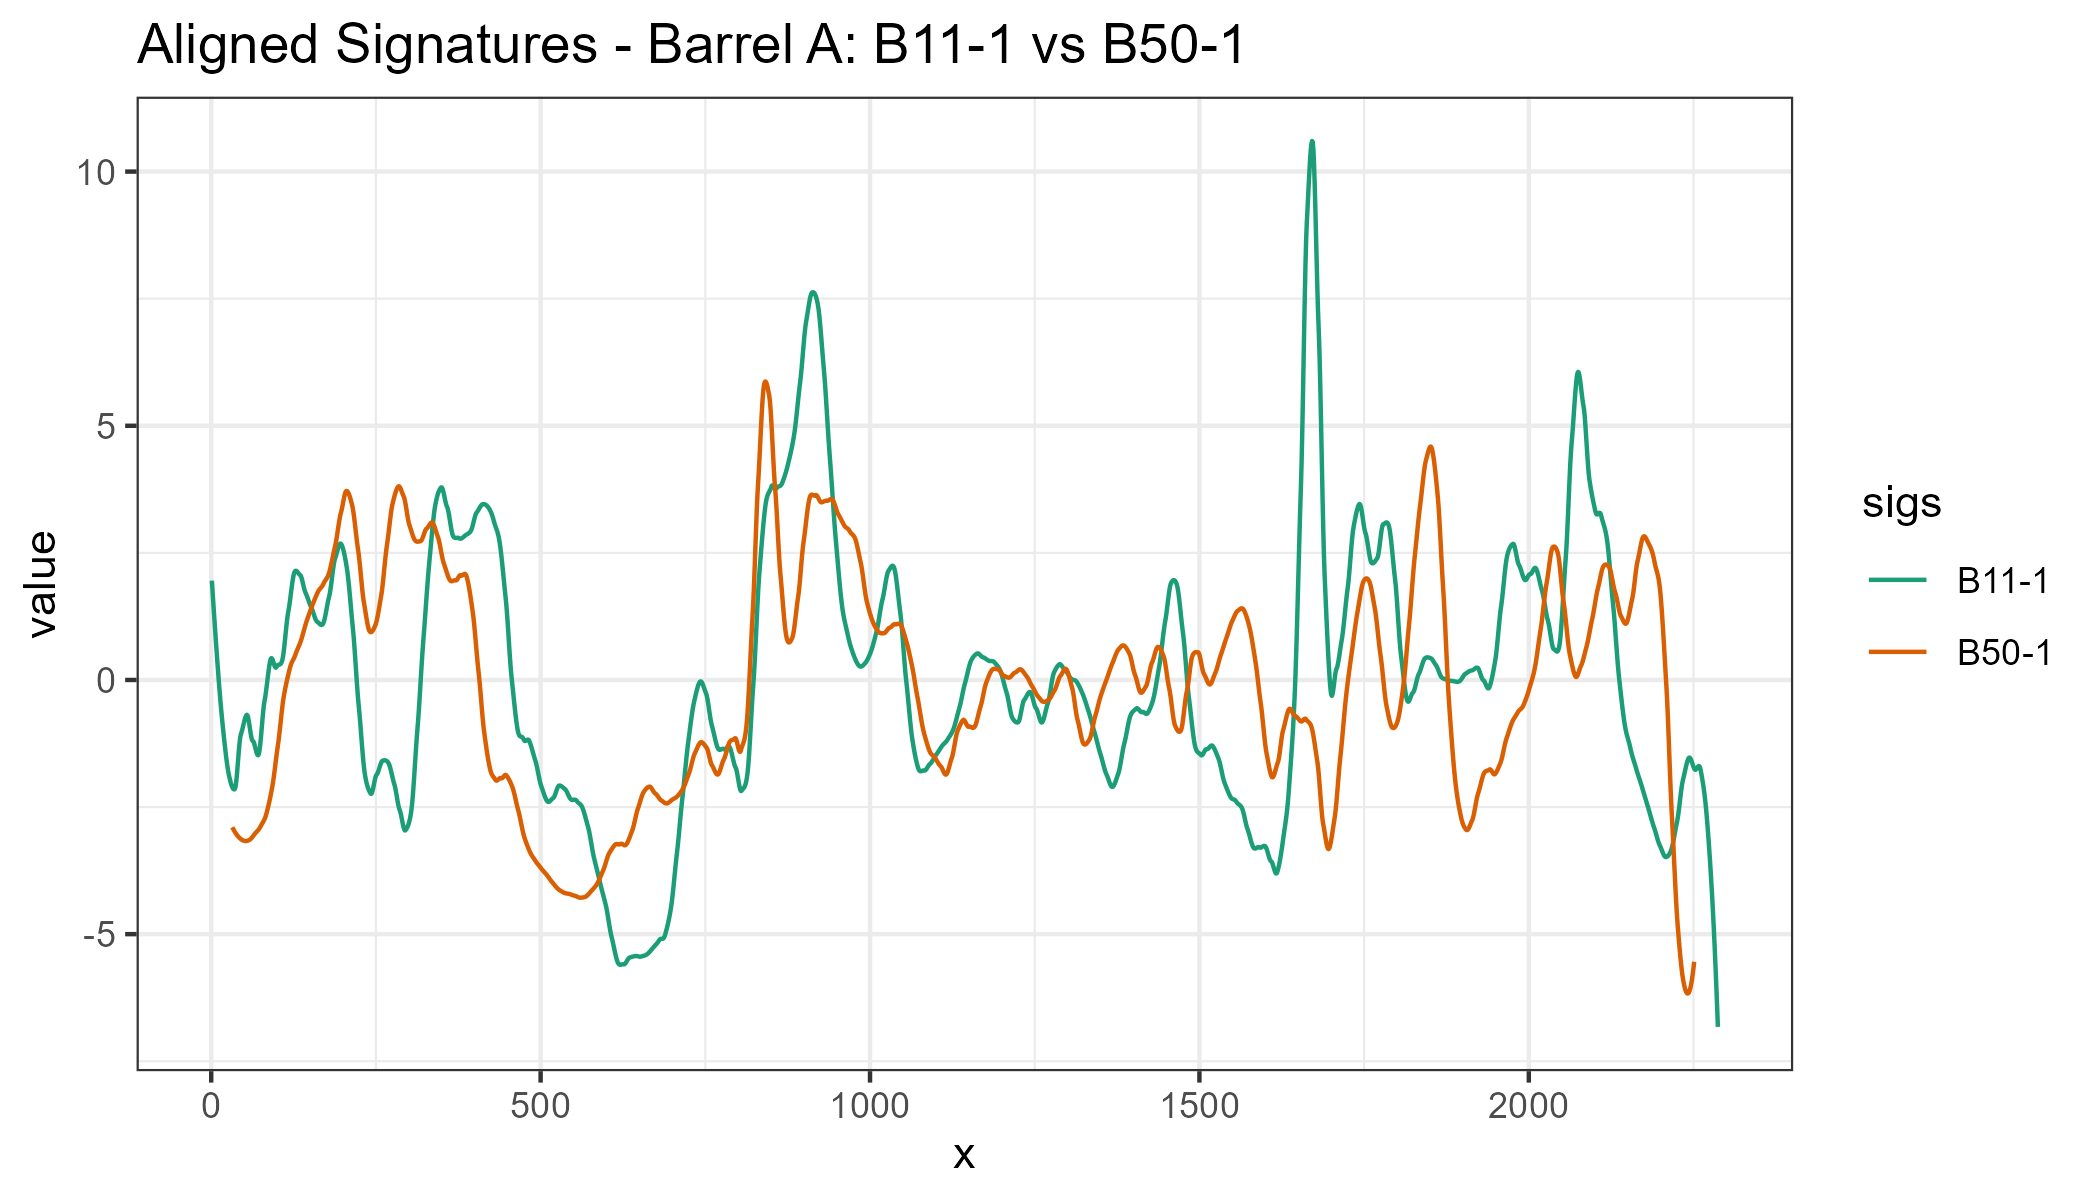 Aligned Signatures - Barrel A: B11-1 vs B50-1
value
10
5
0
-5
0 500 1000 1500 2000
x
sigs
B11-1
B50-1